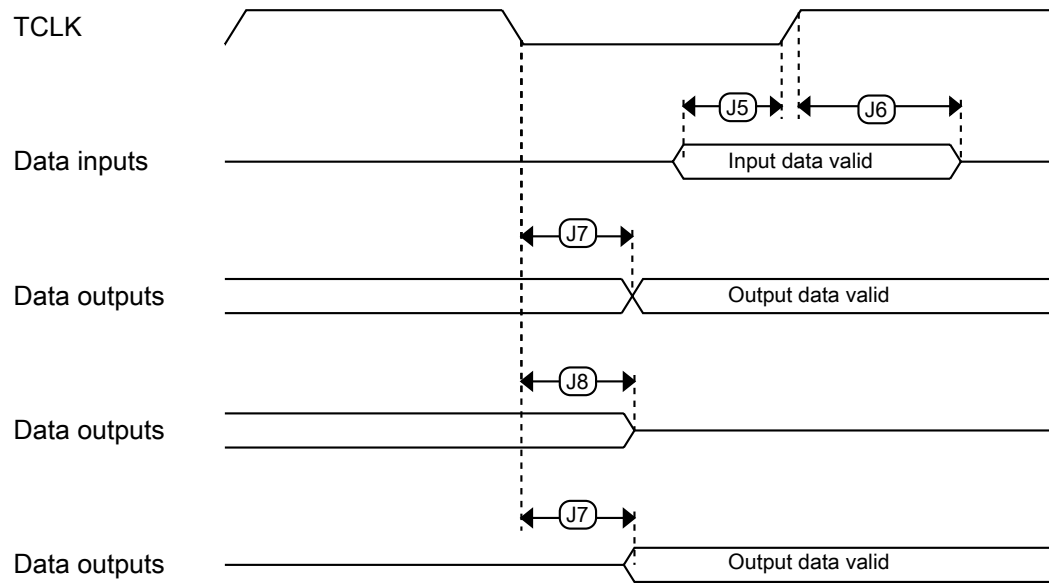 TCLK
J5
J6
Data inputs
Input data valid
J7
Data outputs
Output data valid
J8
Data outputs
J7
Data outputs
Output data valid